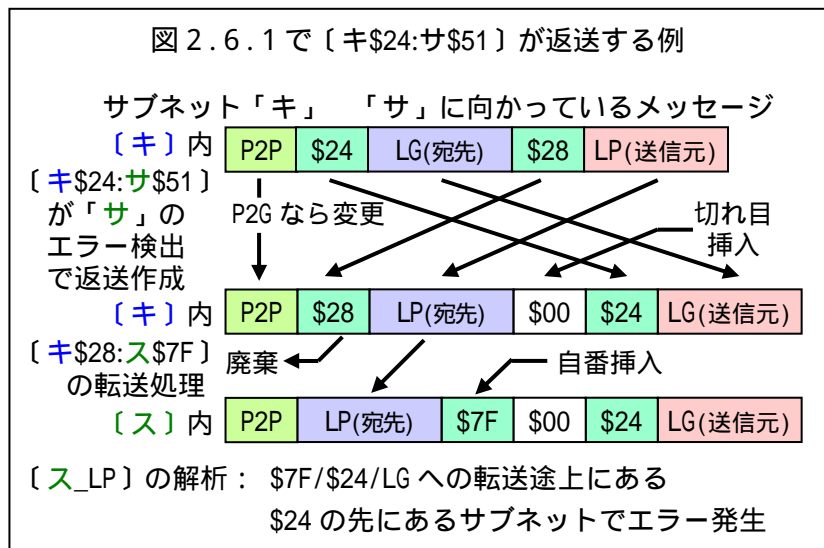 図２.６.１で〔キ$24:サ$51〕が返送する例
サブネット「キ」 「サ」に向かっているメッセージ
〔キ〕内 P2P $24 LG(宛先) $28 LP(送信元)
〔キ$24:サ$51〕
が「サ」の
エラー検出
で返送作成
P2Gなら変更
切れ目
挿入
〔キ〕内 P2P $28 LP(宛先) $00 $24 LG(送信元)
〔キ$28:ス$7F〕
の転送処理
廃棄
自番挿入
〔ス〕内 P2P LP(宛先) $7F $00 $24 LG(送信元)
〔ス_LP〕の解析： $7F/$24/LGへの転送途上にある
$24の先にあるサブネットでエラー発生